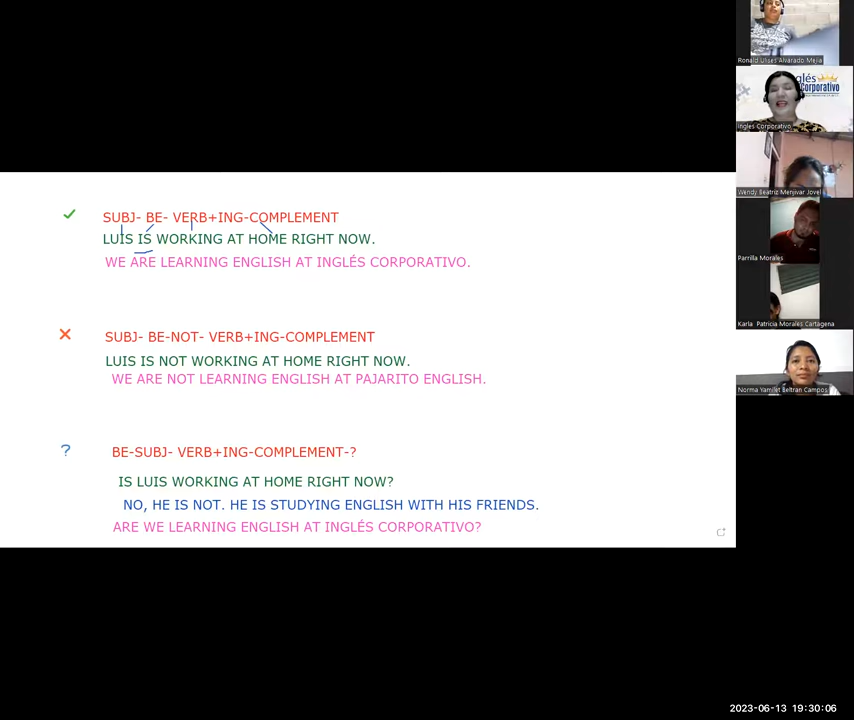 SUBJ- BE- VERB+ING-COMPLEMENT
LUIS IS WORKING AT HOME RIGHT NOW.
WE ARE LEARNING ENGLISH AT INGLÉS CORPORATIVO.
SUBJ- BE-NOT- VERB+ING-COMPLEMENT
LUIS IS NOT WORKING AT HOME RIGHT NOW.
WE ARE NOT LEARNING ENGLISH AT PAJARITO ENGLISH.
?
BE-SUBJ- VERB+ING-COMPLEMENT-?
IS LUIS WORKING AT HOME RIGHT NOW?
NO, HE IS NOT. HE IS STUDYING ENGLISH WITH HIS FRIENDS.
ARE WE LEARNING ENGLISH AT INGLÉS CORPORATIVO?
Ronald Ulises Alvarado Mejia
glés
Corporativo
Ingles Corporativo
Wendy Beatriz Menjivar Jovel
Parrilla Morales
Karla Patricia Morales Cartagena
Norma Yamilet Beltran Campos
2023-06-13 19:30:06